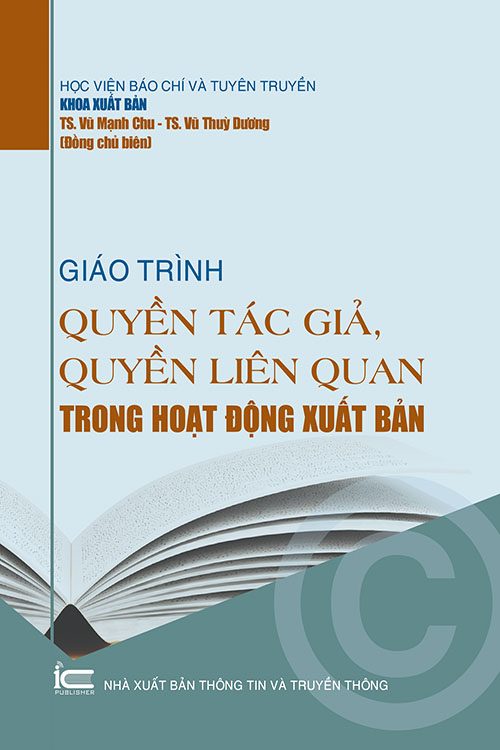 HỌC VIỆN BÁO CHÍ VÀ TUYÊN TRUYỀN
KHOA XUẤT BẢN
TS. Vũ Mạnh Chu - TS. Vũ Thuỳ Dương
(Đồng chủ biên)
GIÁO TRÌNH
QUYỀN TÁC GIẢ,
QUYỀN LIÊN QUAN
TRONG HOẠT ĐỘNG XUẤT BẢN
©
ic
PUBLISHER
NHÀ XUẤT BẢN THÔNG TIN VÀ TRUYỀN THÔNG